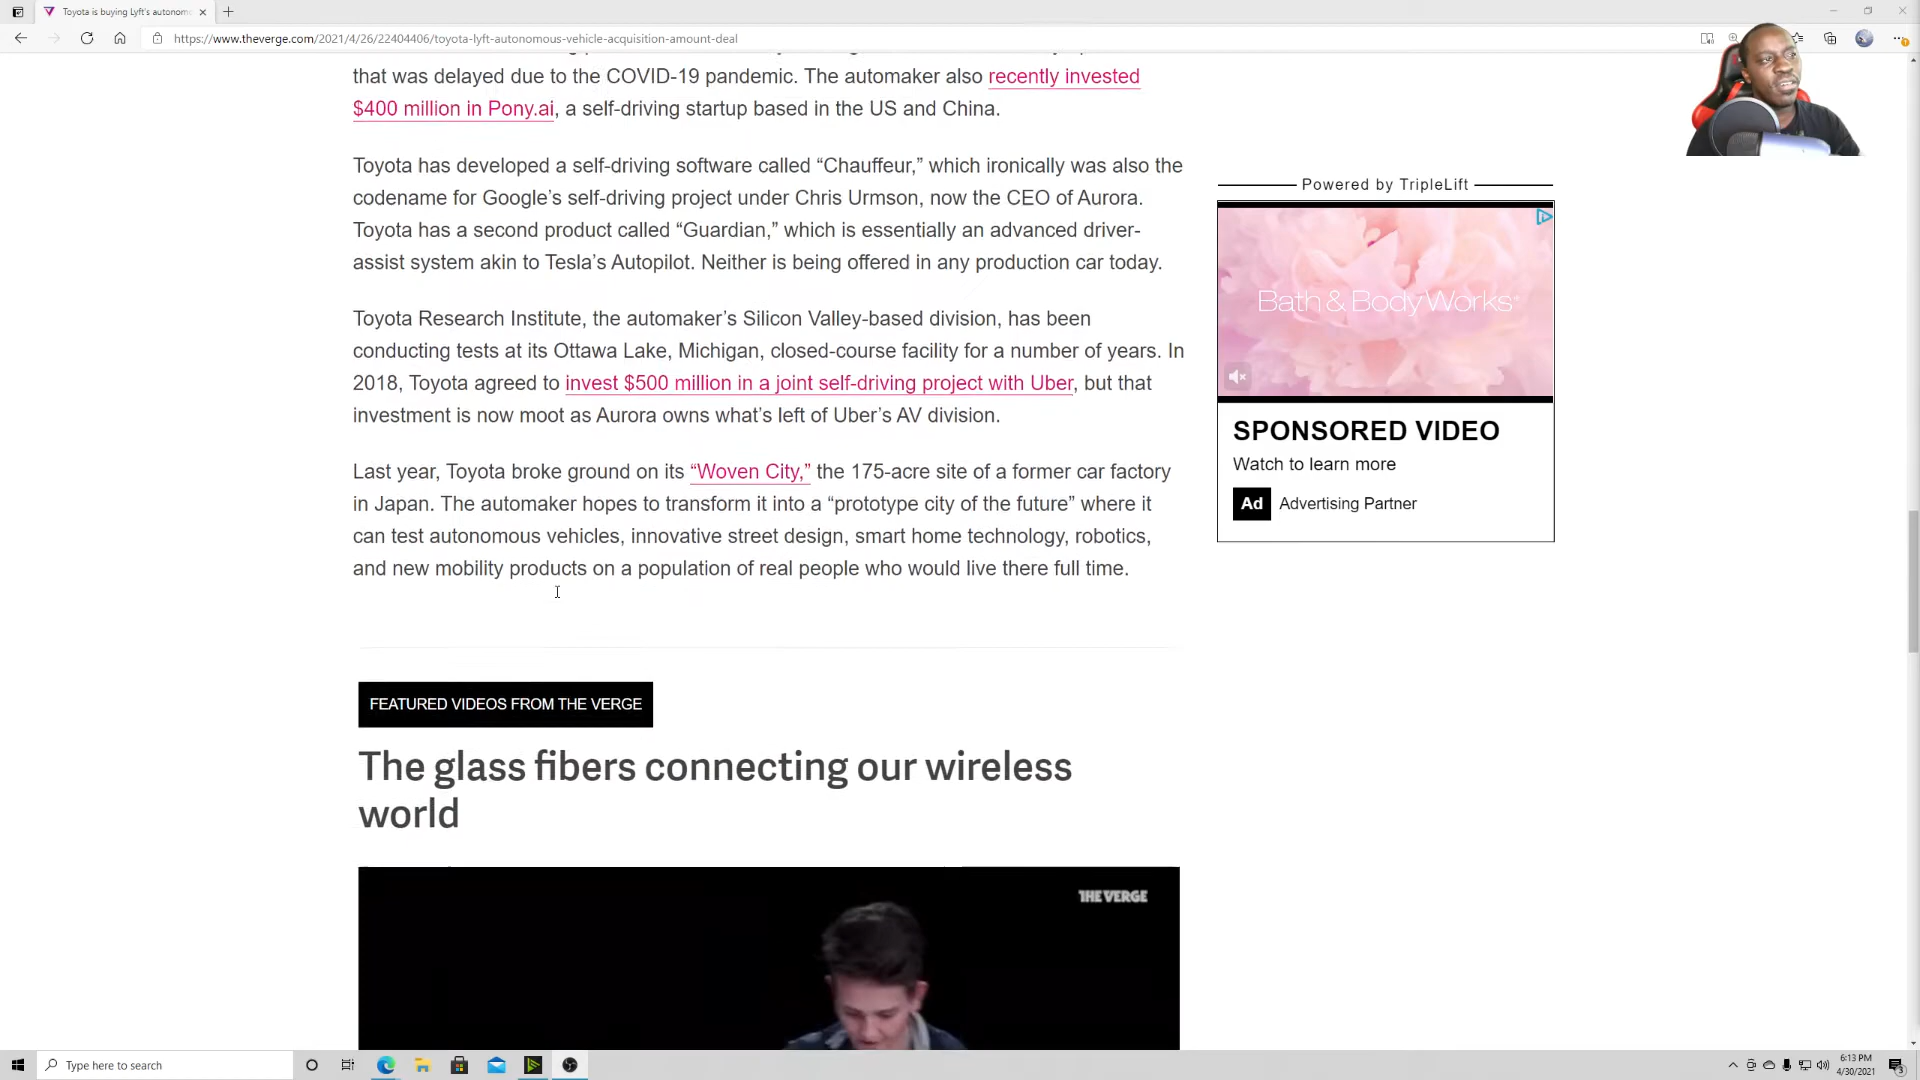 Toyota is buying Lyft's autonom
https://www.theverge.com/2021/4/26/22404406/toyota-lyft-autonomous-vehicle-acquisition-amount-deal
that was delayed due to the COVID-19 pandemic. The automaker also recently invested
$400 million in Pony.ai, a self-driving startup based in the US and China.
Toyota has developed a self-driving software called “Chauffeur,” which ironically was also the
codename for Google’s self-driving project under Chris Urmson, now the CEO of Aurora.
Toyota has a second product called “Guardian,” which is essentially an advanced driver-
assist system akin to Tesla’s Autopilot. Neither is being offered in any production car today.
Toyota Research Institute, the automaker’s Silicon Valley-based division, has been
conducting tests at its Ottawa Lake, Michigan, closed-course facility for a number of years. In
2018, Toyota agreed to invest $500 million in a joint self-driving project with Uber, but that
investment is now moot as Aurora owns what’s left of Uber’s AV division.
Last year, Toyota broke ground on its “Woven City,” the 175-acre site of a former car factory
in Japan. The automaker hopes to transform it into a “prototype city of the future” where it
can test autonomous vehicles, innovative street design, smart home technology, robotics,
and new mobility products on a population of real people who would live there full time.
Powered by TripleLift
Bath & Body Works
SPONSORED VIDEO
Watch to learn more
Ad Advertising Partner
FEATURED VIDEOS FROM THE VERGE
The glass fibers connecting our wireless
world
THE VERGE
Type here to search
6:13 PM
4/30/2021